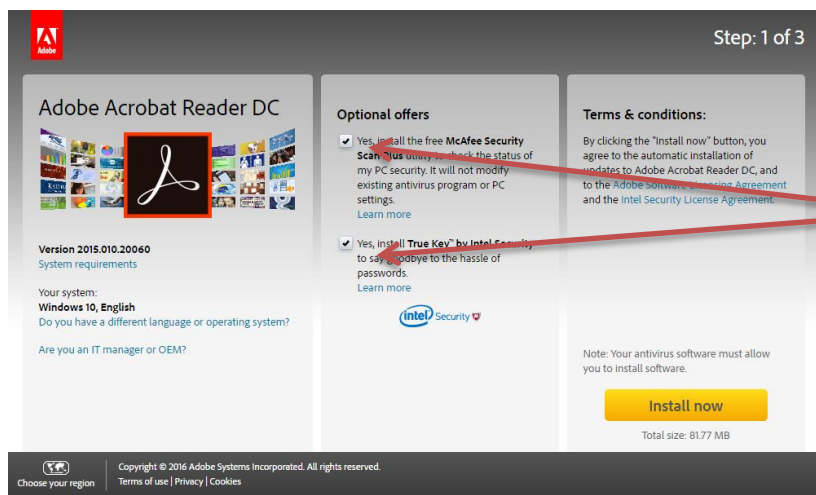 Adobe
Step: 1 of 3
Adobe Acrobat Reader DC
Version 2015.010.20060
System requirements
Your system:
Windows 10, English
Do you have a different language or operating system?
Are you an IT manager or OEM?
Optional offers
Yes, install the free McAfee Security
Scan Plus utility to check the status of
my PC security. It will not modify
existing antivirus program or PC
settings.
Learn more
Yes, install True Key™ by Intel Security
to say goodbye to the hassle of
passwords.
Learn more
intel Security
Terms & conditions:
By clicking the "Install now" button, you
agree to the automatic installation of
updates to Adobe Acrobat Reader DC, and
to the Adobe Software Licensing Agreement
and the Intel Security License Agreement.
Note: Your antivirus software must allow
you to install software.
Install now
Total size: 81.77 MB
Choose your region
Copyright © 2016 Adobe Systems Incorporated. All rights reserved.
Terms of use | Privacy | Cookies